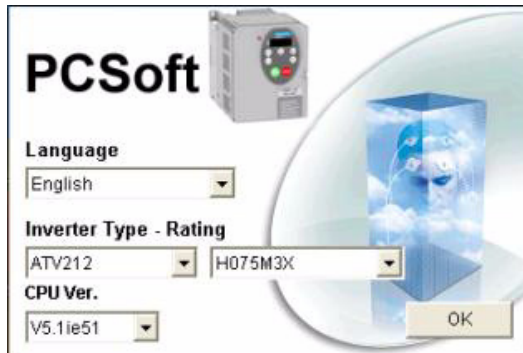 PCSoft
Language
English
Inverter Type - Rating
ATV212 H075M3X
CPU Ver.
V5.1ie51
OK